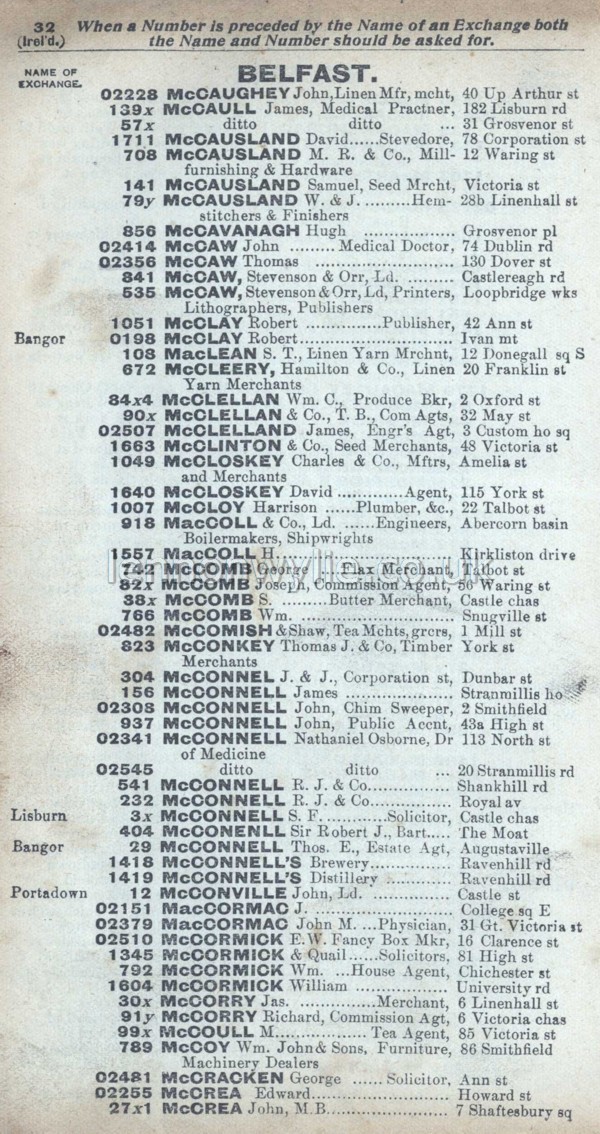 32 When a Number is preceded by the Name of an Exchange both
(Irel'd.) the Name and Number should be asked for.
NAME OF
EXCHANGE.
BELFAST.
02228 McCAUGHEY John, Linen Mfr, mcht, 40 Up Arthur st
139x McCAULL James, Medical Practner, 182 Lisburn rd
57x ditto ditto ... 31 Grosvenor st
1711 McCAUSLAND David......Stevedore, 78 Corporation st
708 McCAUSLAND M. R. & Co., Mill- 12 Waring st
furnishing & Hardware
141 McCAUSLAND Samuel, Seed Mrcht, Victoria st
79y McCAUSLAND W. & J. .........Hem- 28b Linenhall st
stitchers & Finishers
856 McCAVANAGH Hugh .................. Grosvenor pl
02414 McCAW John .........Medical Doctor, 74 Dublin rd
02356 McCAW Thomas ........................ 130 Dover st
841 McCAW, Stevenson & Orr, Ld. ......... Castlereagh rd
535 McCAW, Stevenson & Orr, Ld, Printers, Loopbridge wks
Lithographers, Publishers
1051 McCLAY Robert ...............Publisher, 42 Ann st
Bangor 0198 McCLAY Robert........................... Ivan mt
108 MacLEAN S. T., Linen Yarn Mrchnt, 12 Donegall sq S
672 McCLEERY, Hamilton & Co., Linen 20 Franklin st
Yarn Merchants
84x4 McCLELLAN Wm. C., Produce Bkr, 2 Oxford st
90x McCLELLAN & Co., T. B., Com Agts, 32 May st
02507 McCLELLAND James, Engr's Agt, 3 Custom ho sq
1663 McCLINTON & Co., Seed Merchants, 48 Victoria st
1049 McCLOSKEY Charles & Co., Mftrs, Amelia st
and Merchants
1640 McCLOSKEY David .............Agent, 115 York st
1007 McCLOY Harrison ......Plumber, &c., 22 Talbot st
918 MacCOLL & Co., Ld. ......Engineers, Abercorn basin
Boilermakers, Shipwrights
1557 MacCOLL H............................. Kirkliston drive
742 McCOMB George ....Flax Merchant, Talbot st
82x McCOMB Joseph, Commission Agent, 56 Waring st
38x McCOMB S. .........Butter Merchant, Castle chas
766 McCOMB Wm. ........................... Snugville st
02482 McCOMISH & Shaw, Tea Mchts, grcrs, 1 Mill st
823 McCONKEY Thomas J. & Co, Timber York st
Merchants
304 McCONNEL J. & J., Corporation st, Dunbar st
156 McCONNELL James .................. Stranmillis ho
02308 McCONNELL John, Chim Sweeper, 2 Smithfield
937 McCONNELL John, Public Accnt, 43a High st
02341 McCONNELL Nathaniel Osborne, Dr 113 North st
of Medicine
02545 ditto ditto ... 20 Stranmillis rd
541 McCONNELL R. J. & Co............... Shankhill rd
232 McCONNELL R. J. & Co............... Royal av
Lisburn 3x McCONNELL S. F. ............Solicitor, Castle chas
404 McCONENLL Sir Robert J., Bart..... The Moat
Bangor 29 McCONNELL Thos. E., Estate Agt, Augustaville
1418 McCONNELL'S Brewery............... Ravenhill rd
1419 McCONNELL'S Distillery ............ Ravenhill rd
Portadown 12 McCONVILLE John, Ld. ............... Castle st
02151 MacCORMAC J. ........................ College sq E
02379 MacCORMAC John M. ...Physician, 31 Gt. Victoria st
02510 McCORMICK E.W. Fancy Box Mkr, 16 Clarence st
1345 McCORMICK & Quail......Solicitors, 81 High st
792 McCORMICK Wm. ...House Agent, Chichester st
1604 McCORMICK William ............... University rd
30x McCORRY Jas. ...............Merchant, 6 Linenhall st
91y McCORRY Richard, Commission Agt, 6 Victoria chas
99x McCOULL M..................Tea Agent, 85 Victoria st
789 McCOY Wm. John & Sons, Furniture, 86 Smithfield
Machinery Dealers
02481 McCRACKEN George ......Solicitor, Ann st
02255 McCREA Edward........................ Howard st
27x1 McCREA John, M.B..................... 7 Shaftesbury sq